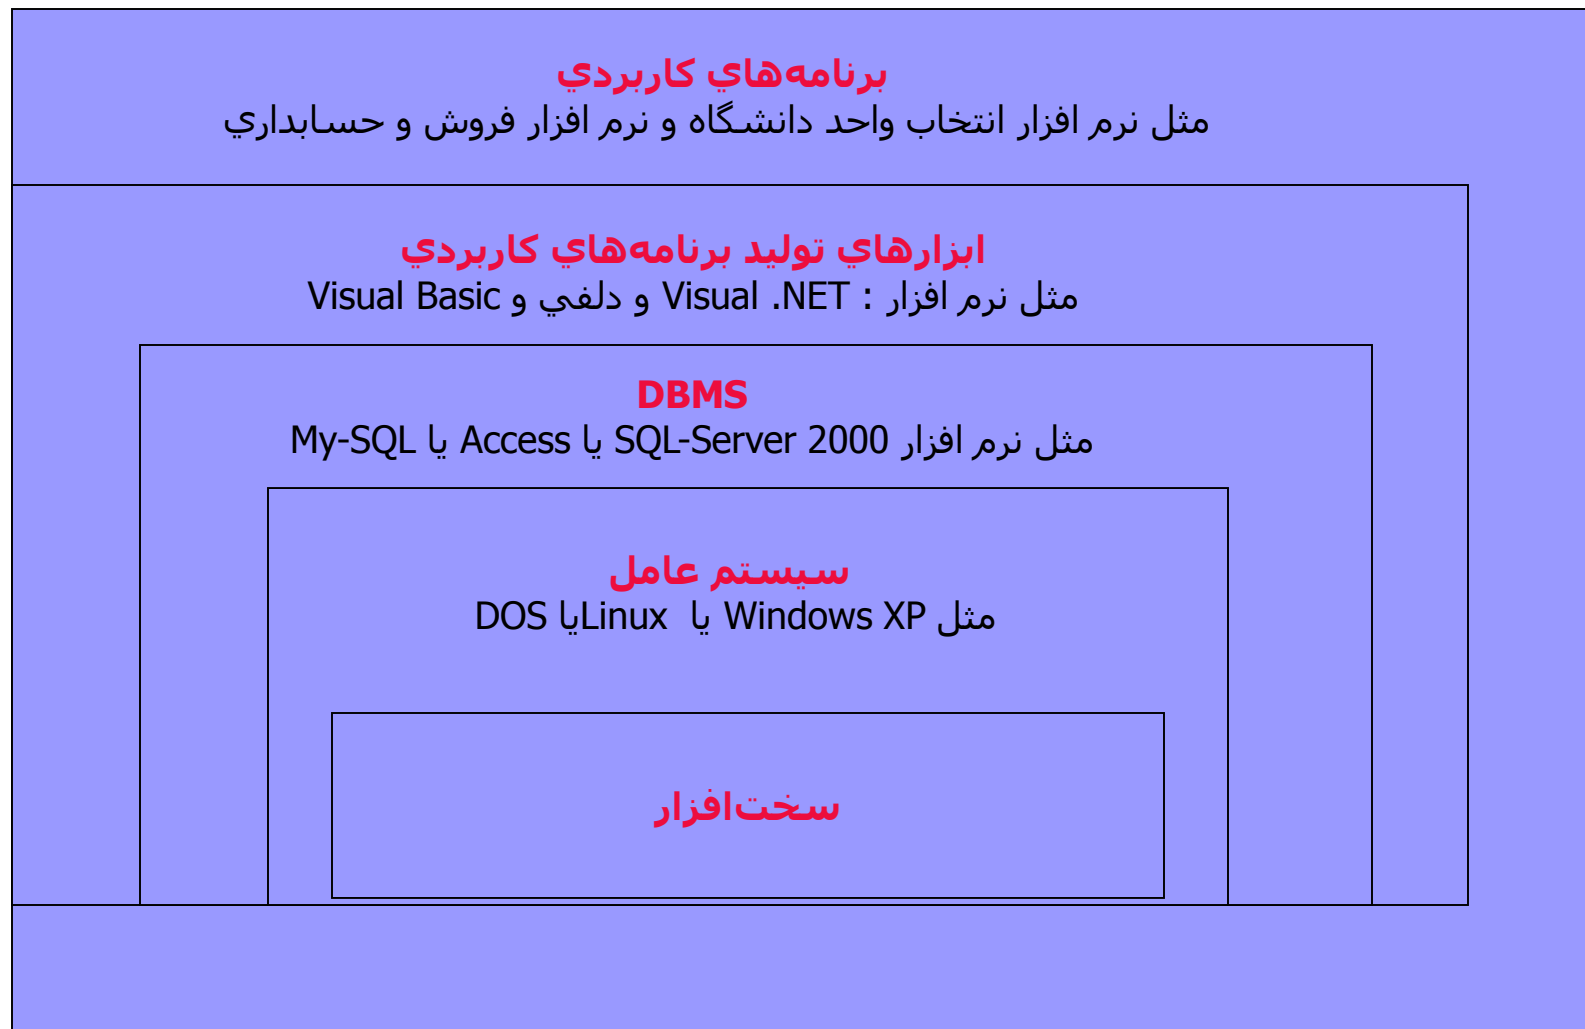 برنامه‌هاي كاربردي
مثل نرم افزار انتخاب واحد دانشگاه و نرم افزار فروش و حسابداري
ابزارهاي توليد برنامه‌هاي كاربردي
مثل نرم افزار : Visual .NET و دلفي و Visual Basic
DBMS
مثل نرم افزار SQL-Server 2000 يا Access يا My-SQL
سيستم عامل
مثل Windows XP يا Linuxيا DOS
سخت‌افزار